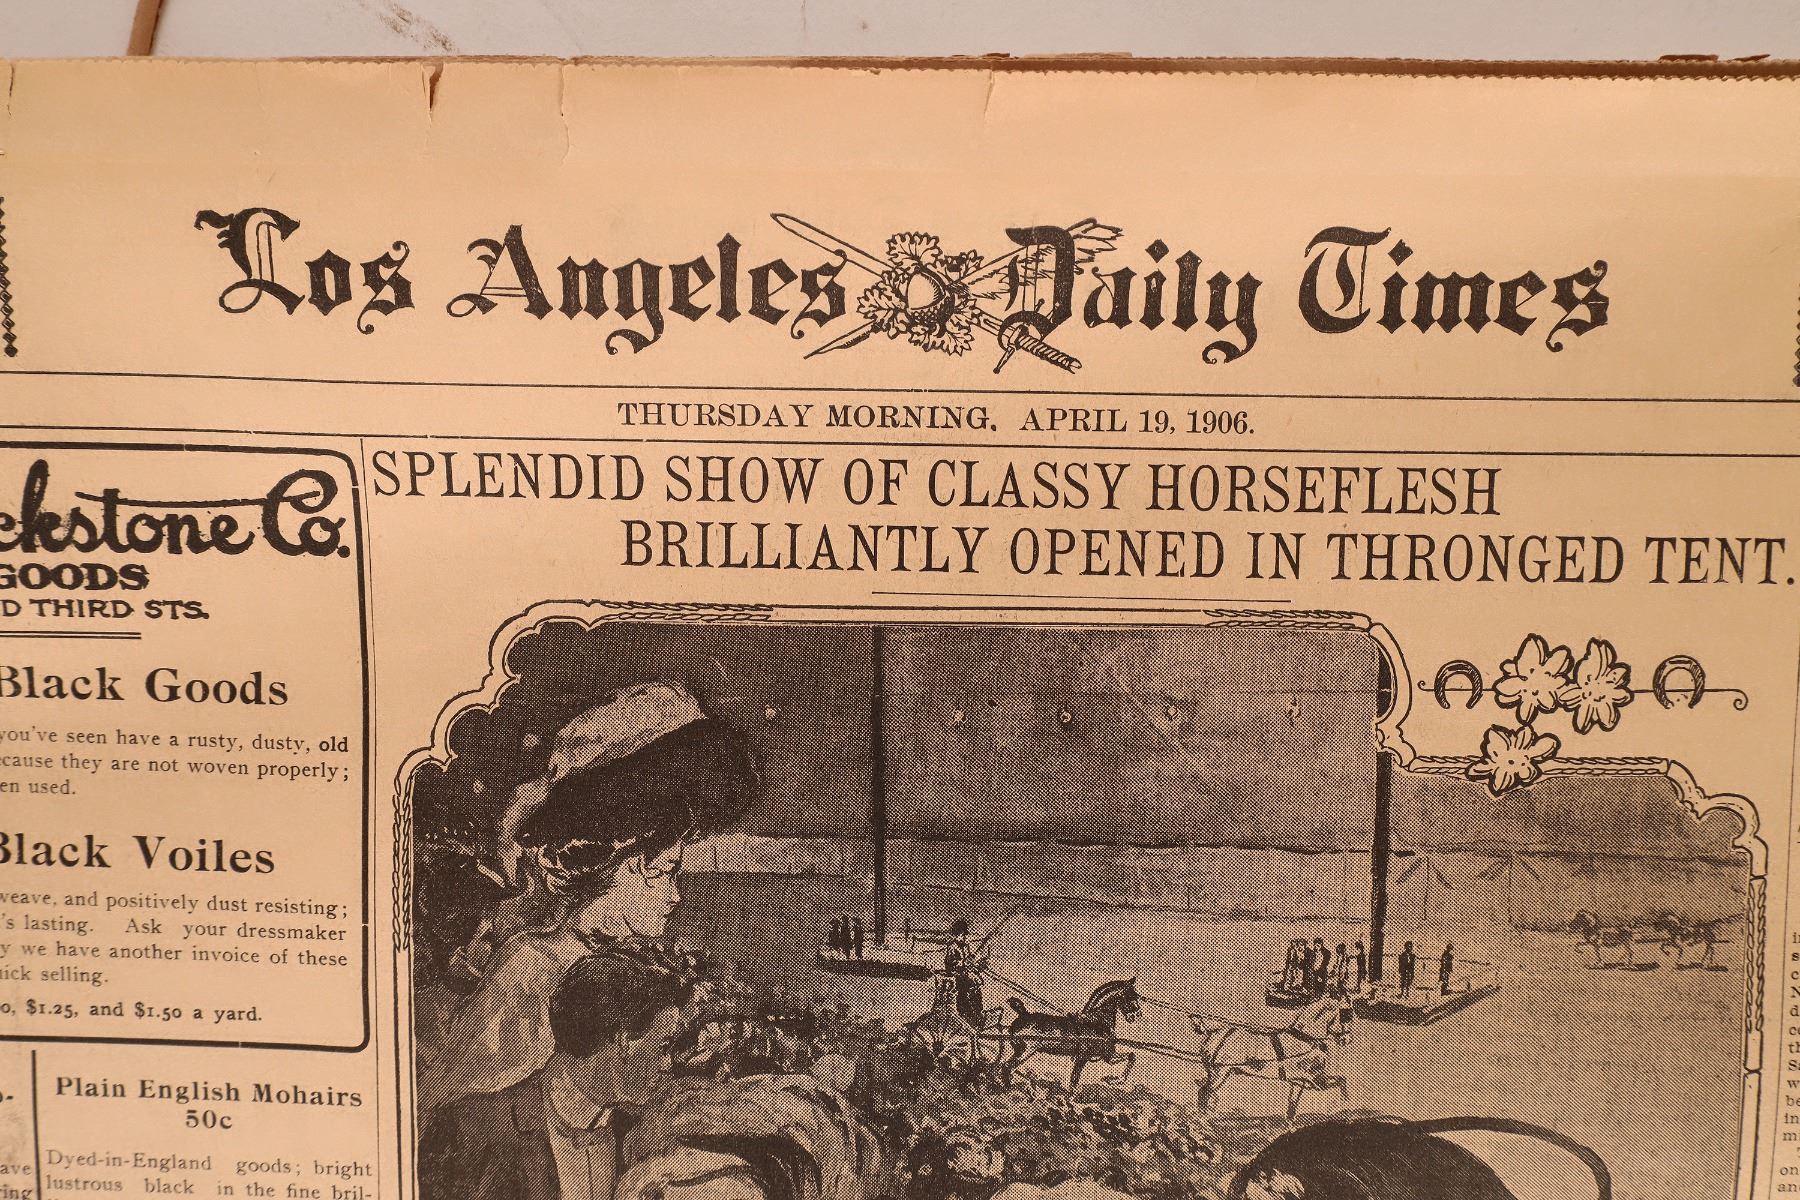 Los Angeles Daily Times
THURSDAY MORNING. APRIL 19, 1906.
Co.
GOODS
THIRD STS.
Black Goods
you've seen have a rusty, dusty, old
they are not woven properly;
used.
Black Voiles
weave, and positively dust resisting;
lasting. Ask your dressmaker
we have another invoice of these
selling.
$1.25, and $1.50 a yard.
Plain English Mohairs
50c
Dyed-in-England goods; bright
lustrous black in the fine bril-
SPLENDID SHOW OF CLASSY HORSEFLESH
BRILLIANTLY OPENED IN THRONGED TENT.